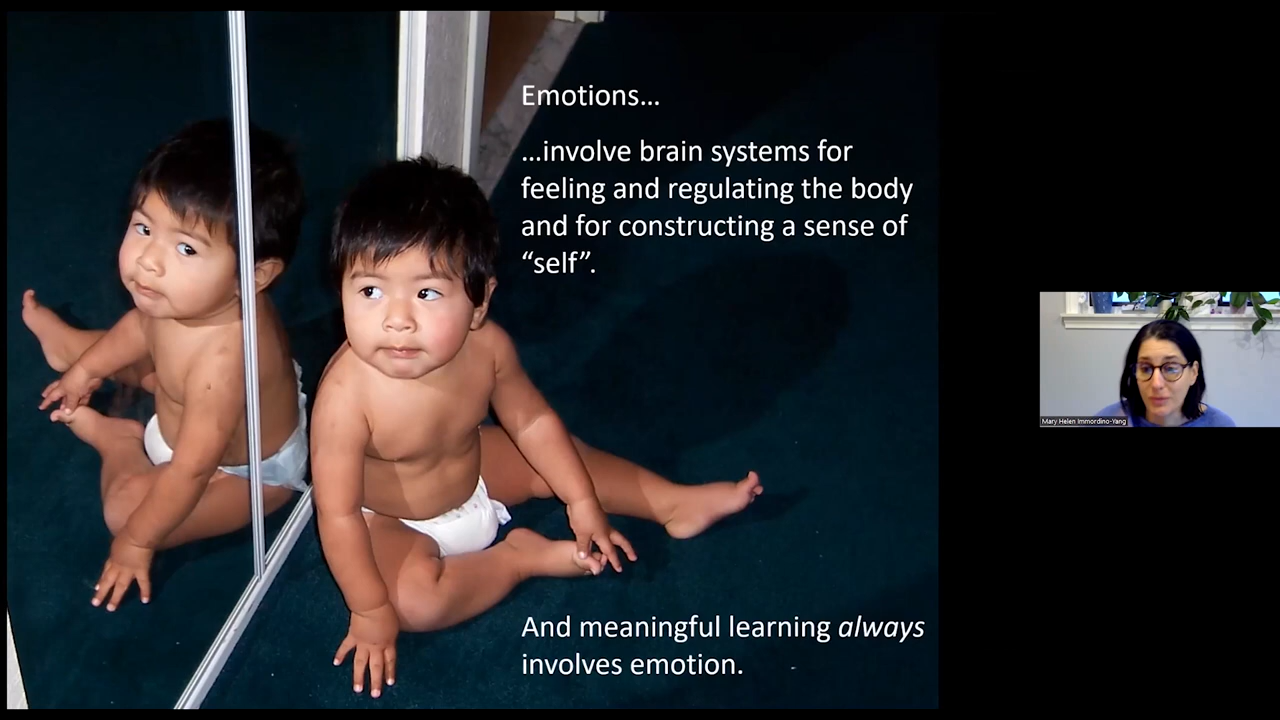 Emotions…
…involve brain systems for
feeling and regulating the body
and for constructing a sense of
“self”.
And meaningful learning always
involves emotion.
Mary Helen Immordino-Yang